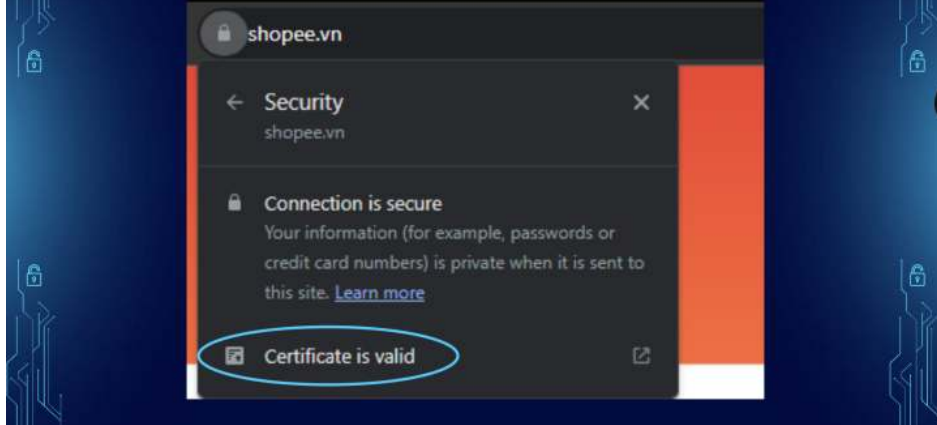 shopee.vn
Security
shopee.vn
Connection is secure
Your information (for example, passwords or
credit card numbers) is private when it is sent to
this site. Learn more
Certificate is valid